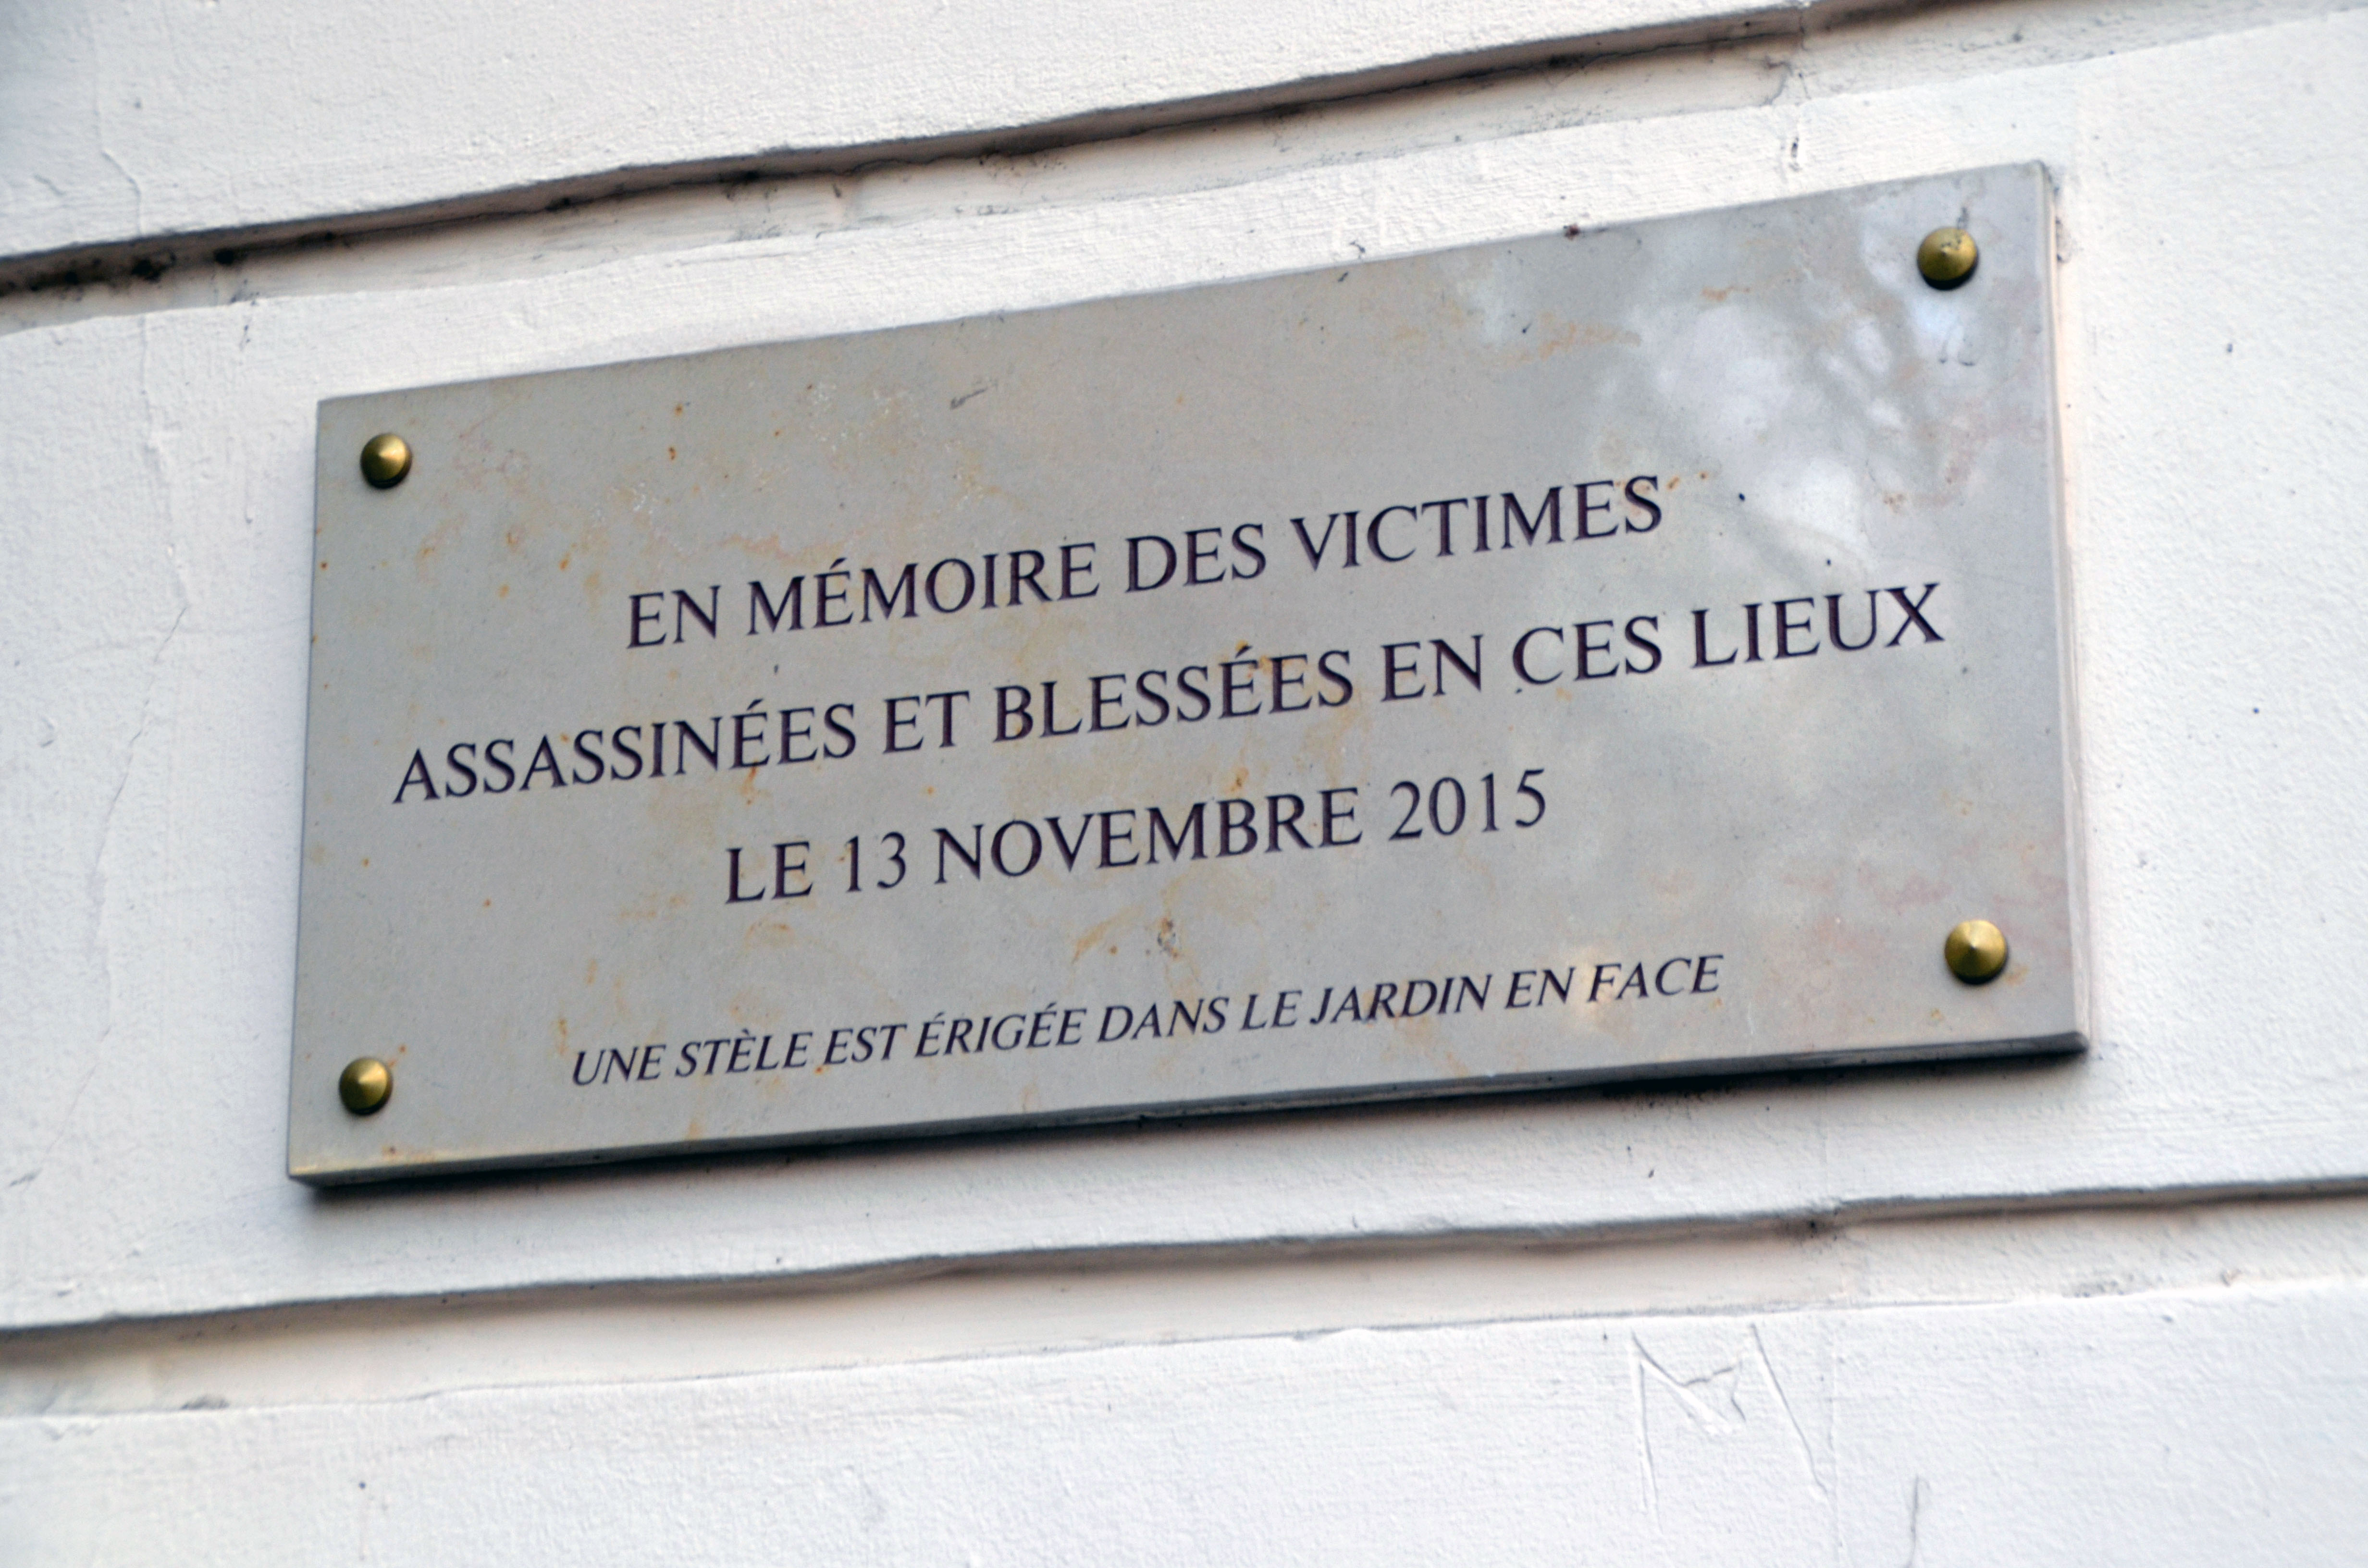 EN MÉMOIRE DES VICTIMES
ASSASSINÉES ET BLESSÉES EN CES LIEUX
LE 13 NOVEMBRE 2015
UNE STÈLE EST ÉRIGÉE DANS LE JARDIN EN FACE